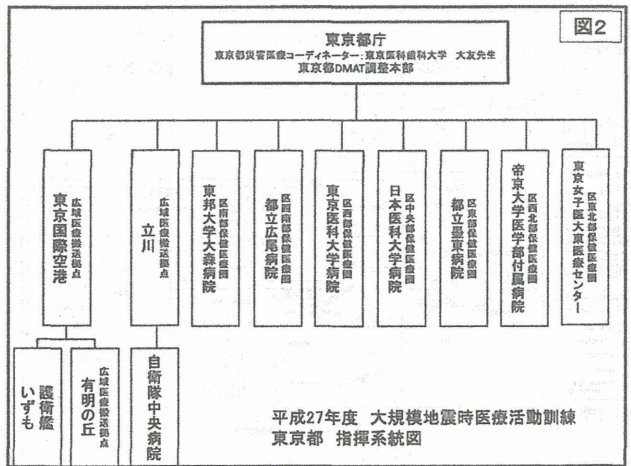 図2
東京都庁
東京都災害医療コーディネーター:東京医科歯科大学 大友先生
東京都DMAT調整本部
広域医療搬送拠点
東京国際空港
広域医療搬送拠点
立川
区南部保健医療圏
東邦大学大森病院
区西南部保健医療圏
都立広尾病院
区西部保健医療圏
東京医科大学病院
区中央部保健医療圏
日本医科大学病院
区東部保健医療圏
都立墨東病院
区西北部保健医療圏
帝京大学医学部付属病院
区東北部保健医療圏
東京女子医大東医療センター
護衛艦
いずも
広域医療搬送拠点
有明の丘
自衛隊中央病院
平成27年度 大規模地震時医療活動訓練
東京都 指揮系統図